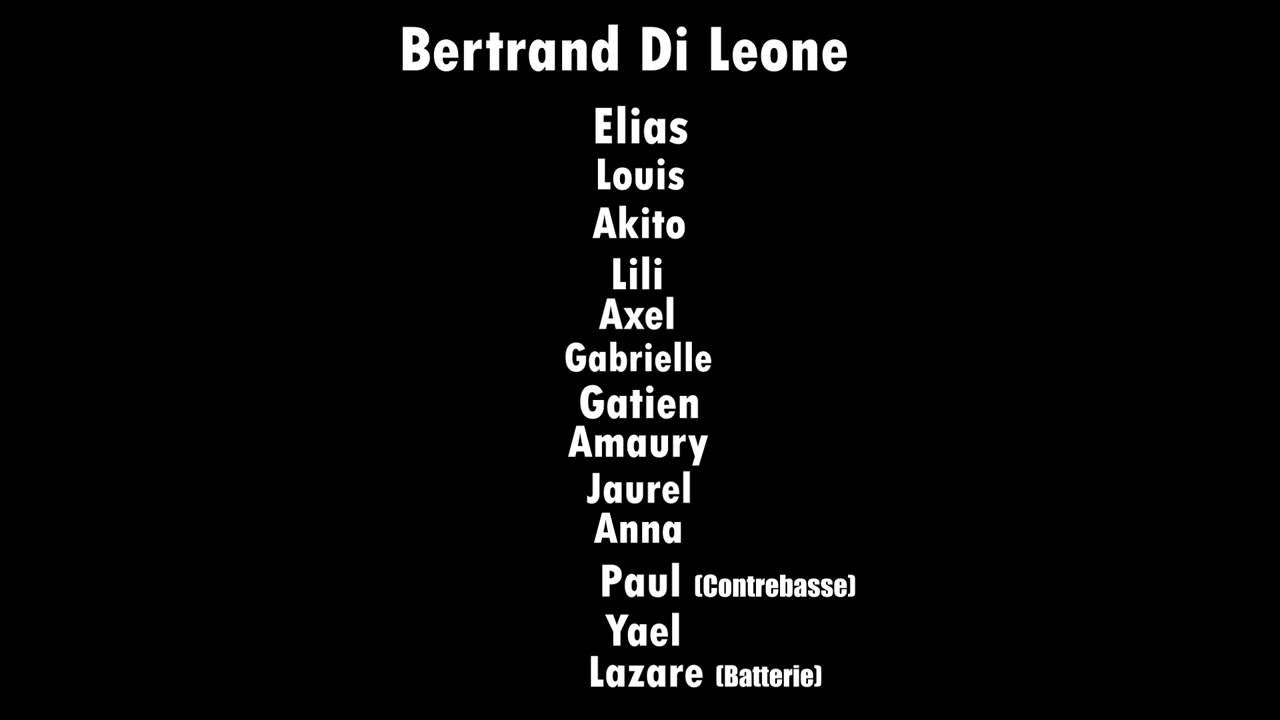 Bertrand Di Leone
Elias
Louis
Akito
Lili
Axel
Gabrielle
Gatien
Amaury
Jaurel
Anna
Paul (Contrebasse)
Yael
Lazare (Batterie)